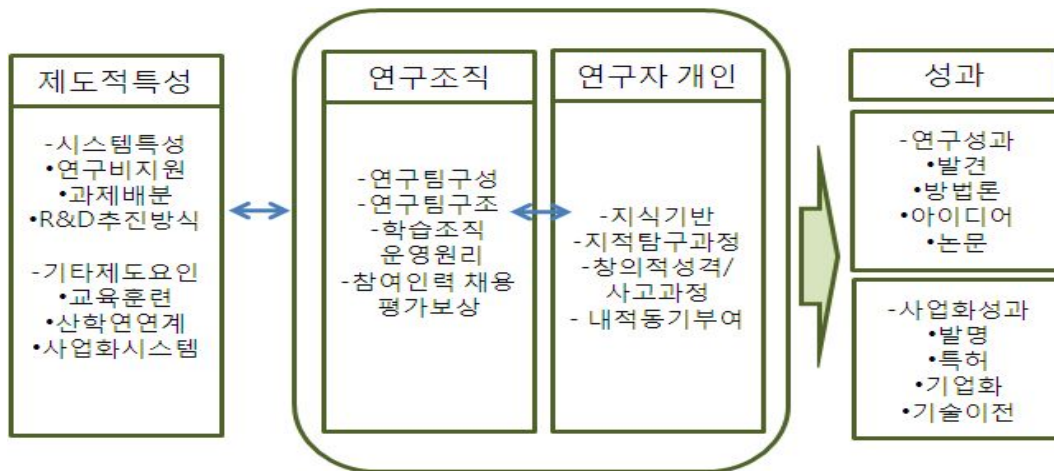 제도적특성
-시스템특성
•연구비지원
•과제배분
•R&D추진방식
-기타제도요인
•교육훈련
•산학연연계
•사업화시스템
연구조직
-연구팀구성
-연구팀구조
-학습조직
운영원리
-참여인력 채용
평가보상
연구자 개인
-지식기반
-지적탐구과정
-창의적성격/
사고과정
- 내적동기부여
성과
-연구성과
•발견
•방법론
•아이디어
•논문
-사업화성과
•발명
•특허
•기업화
•기술이전